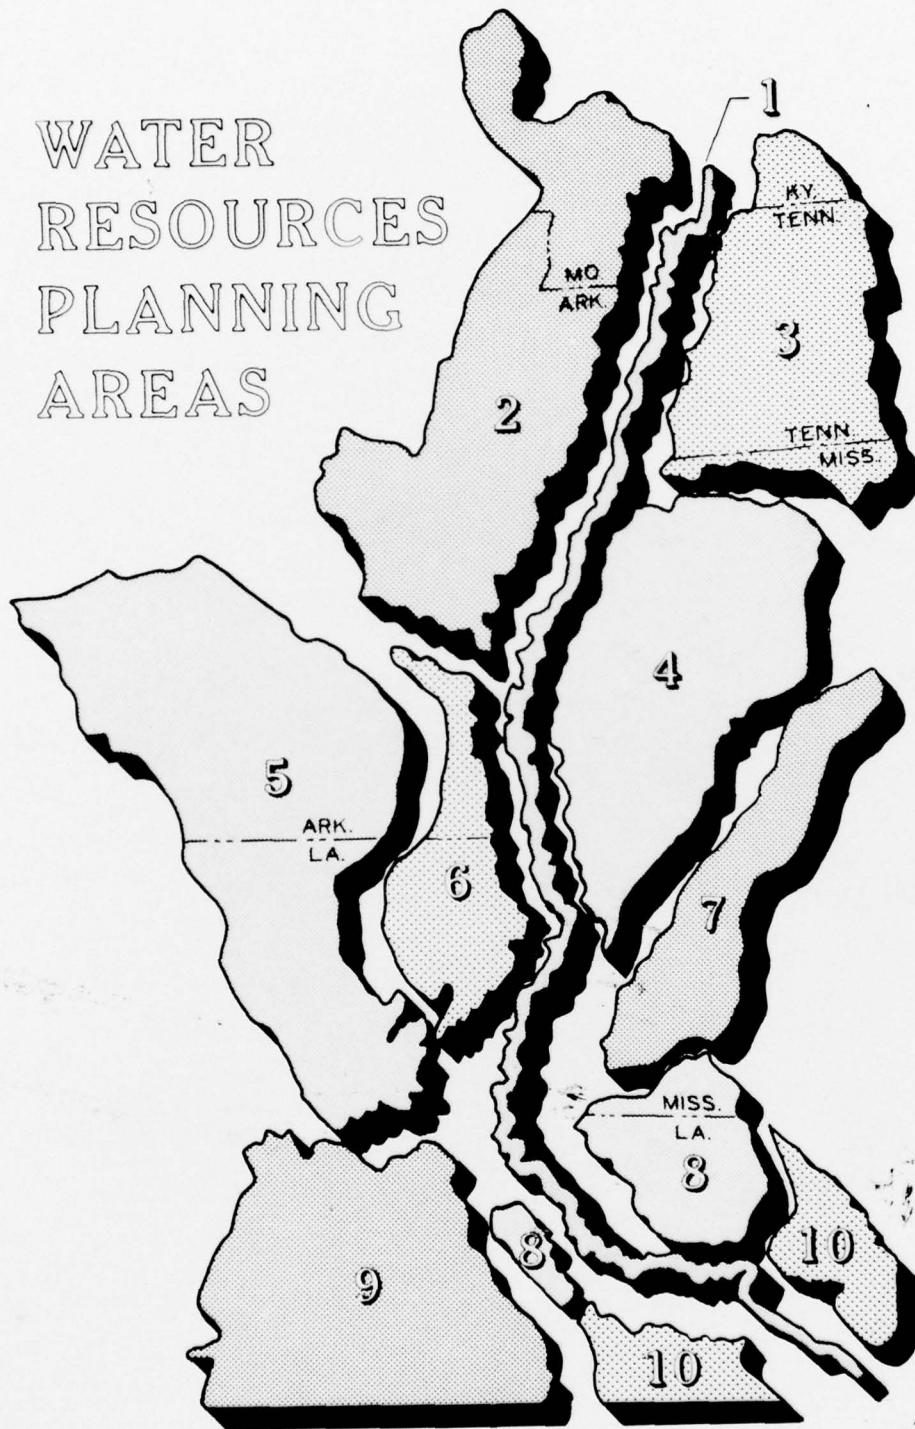 WATER
RESOURCES
PLANNING
AREAS
1
KY.
TENN.
MO.
ARK.
3
2
TENN.
MISS.
4
5
ARK.
LA.
6
7
MISS.
LA.
8
10
9
8
10